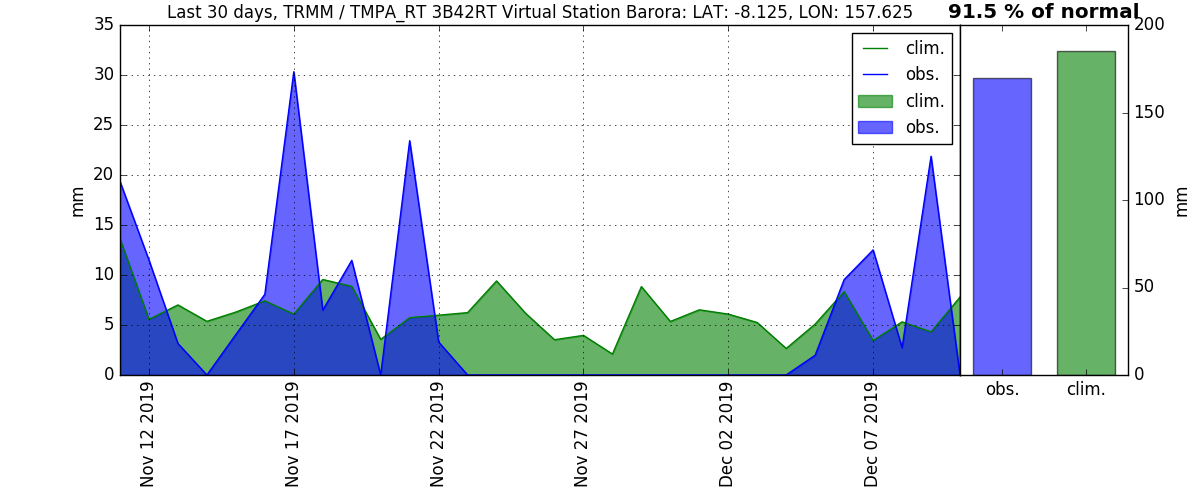 Last 30 days, TRMM / TMPA_RT 3B42RT Virtual Station Barora: LAT: -8.125, LON: 157.625
91.5 % of normal
35
30
25
20
15
10
5
0
mm
clim.
obs.
clim.
obs.
Nov 12 2019
Nov 17 2019
Nov 22 2019
Nov 27 2019
Dec 02 2019
Dec 07 2019
200
150
100
50
0
mm
obs.
clim.